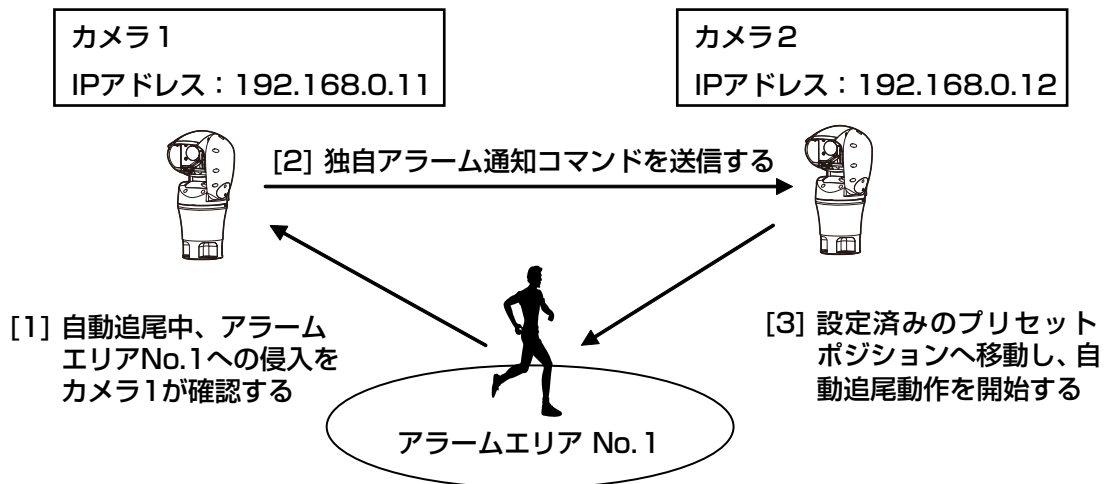 カメラ1
IPアドレス：192.168.0.11
カメラ2
IPアドレス：192.168.0.12
[2] 独自アラーム通知コマンドを送信する
[1] 自動追尾中、アラーム
エリアNo.1への侵入を
カメラ1が確認する
[3] 設定済みのプリセット
ポジションへ移動し、自
動追尾動作を開始する
アラームエリア No.1